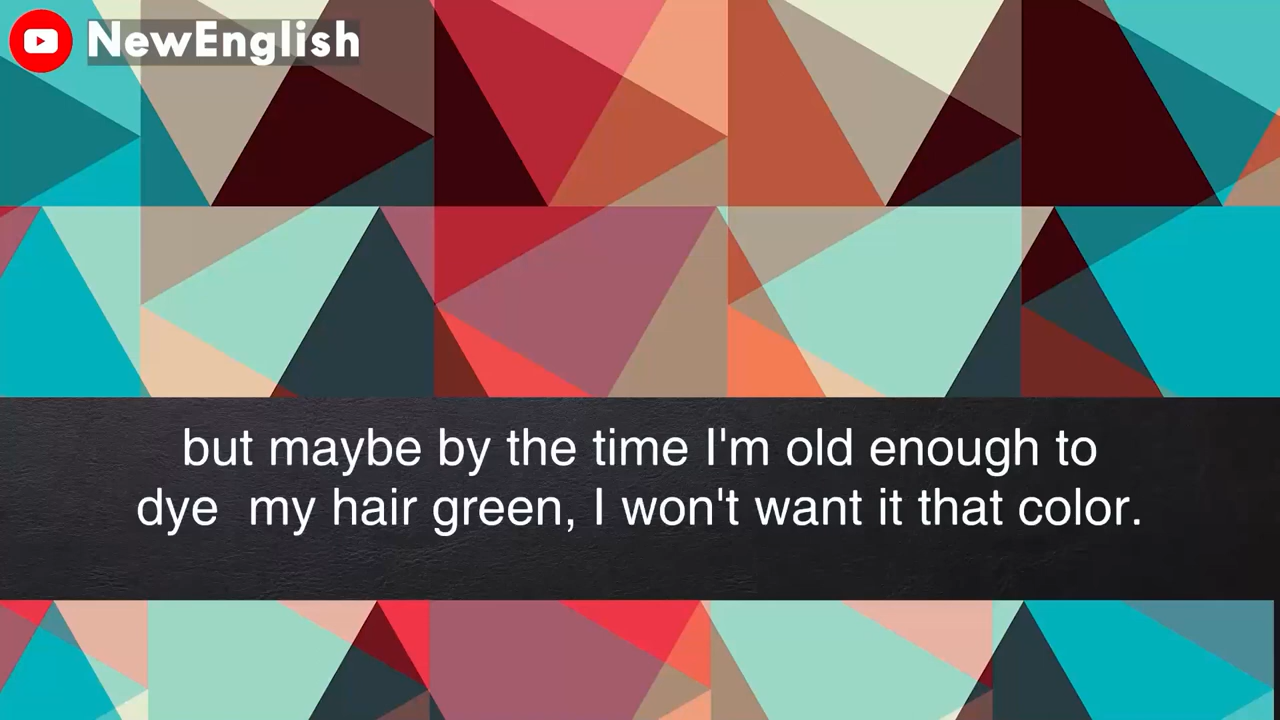 NewEnglish
but maybe by the time I'm old enough to
dye  my hair green, I won't want it that color.